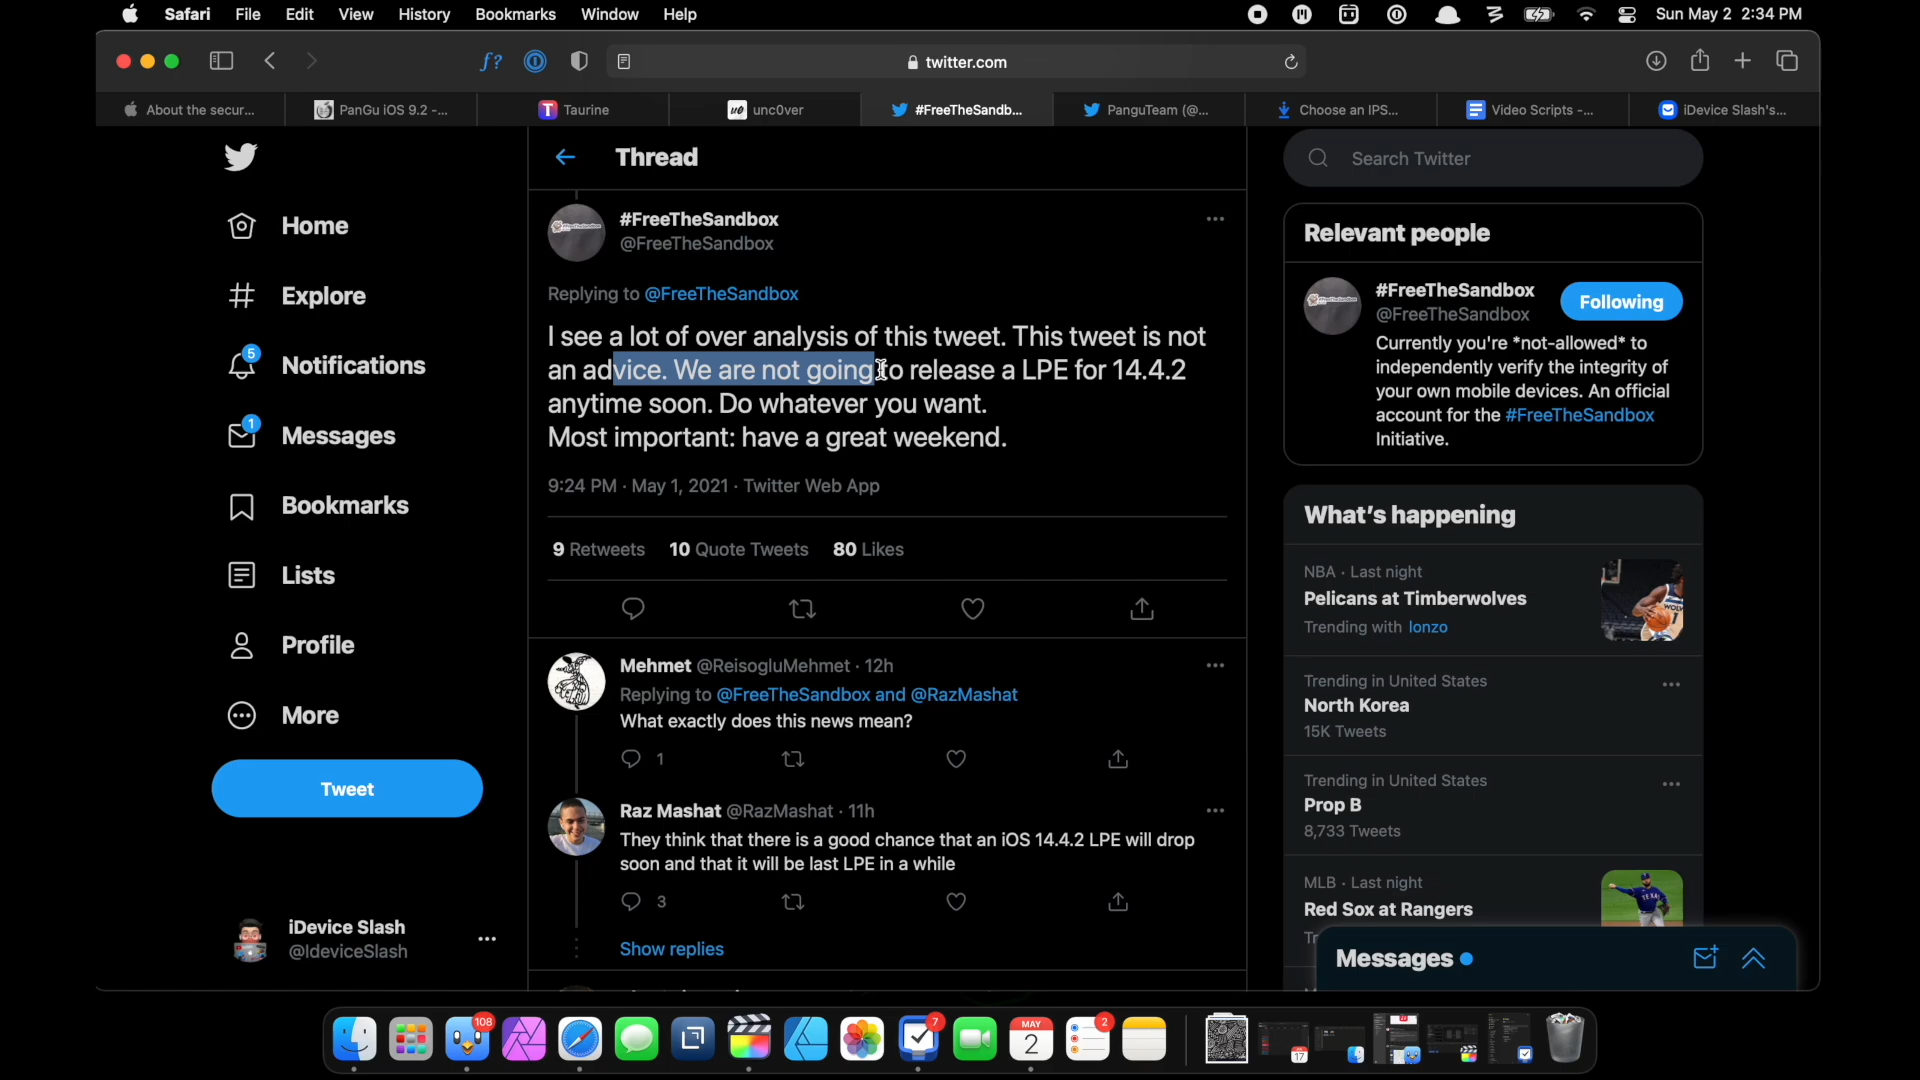 Safari File Edit View History Bookmarks Window Help Sun May 2 2:34 PM
twitter.com
About the secur... PanGu iOS 9.2 -... Taurine unc0ver #FreeTheSandb... PanguTeam (@... Choose an IPS... Video Scripts -... iDevice Slash's...
Home
Explore
5
Notifications
1
Messages
Bookmarks
Lists
Profile
More
Tweet
iDevice Slash
@IdeviceSlash
Thread
#FreeTheSandbox
@FreeTheSandbox
Replying to @FreeTheSandbox
I see a lot of over analysis of this tweet. This tweet is not
an advice. We are not going to release a LPE for 14.4.2
anytime soon. Do whatever you want.
Most important: have a great weekend.
9:24 PM · May 1, 2021 · Twitter Web App
9 Retweets 10 Quote Tweets 80 Likes
Mehmet @ReisogluMehmet · 12h
Replying to @FreeTheSandbox and @RazMashat
What exactly does this news mean?
1
Raz Mashat @RazMashat · 11h
They think that there is a good chance that an iOS 14.4.2 LPE will drop
soon and that it will be last LPE in a while
3
Show replies
Search Twitter
Relevant people
#FreeTheSandbox
@FreeTheSandbox
Following
Currently you're *not-allowed* to
independently verify the integrity of
your own mobile devices. An official
account for the #FreeTheSandbox
Initiative.
What's happening
NBA · Last night
Pelicans at Timberwolves
Trending with lonzo
Trending in United States
North Korea
15K Tweets
Trending in United States
Prop B
8,733 Tweets
MLB · Last night
Red Sox at Rangers
Messages
108
7
MAY
2
2
17